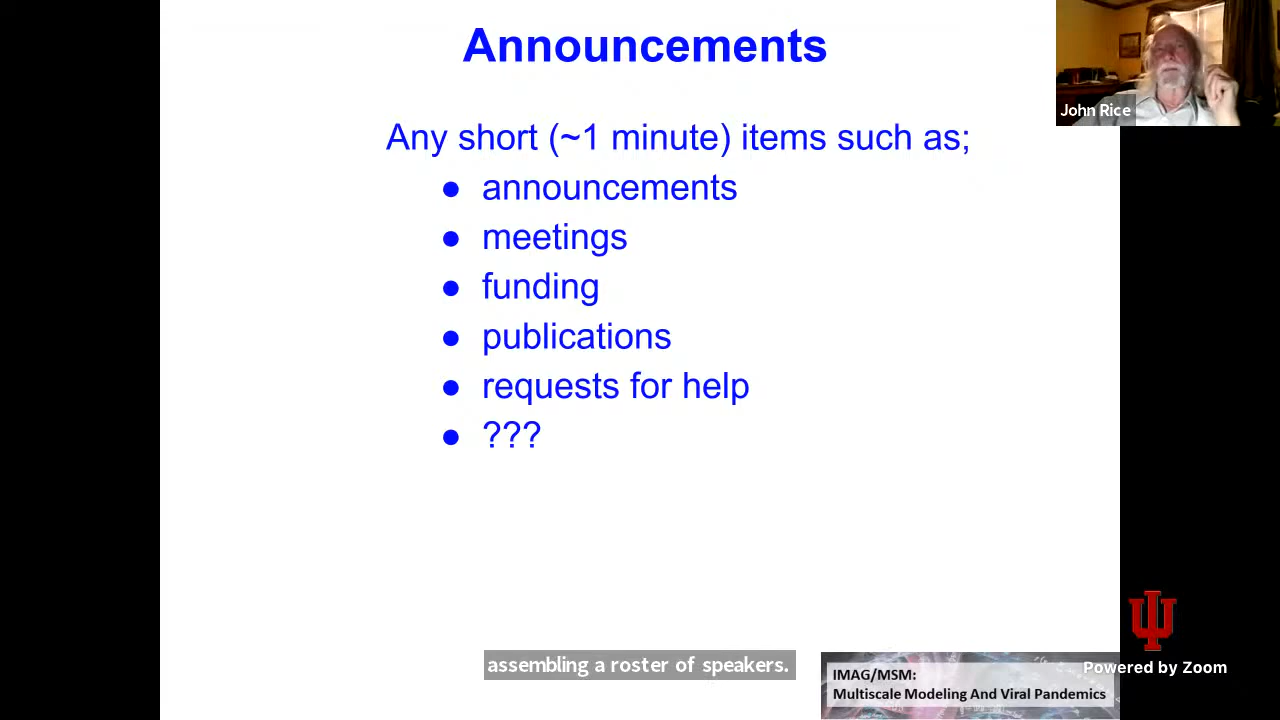 Announcements
John Rice
Any short (~1 minute) items such as;
● announcements
● meetings
● funding
● publications
● requests for help
● ???
assembling a roster of speakers.
IMAG/MSM:
Multiscale Modeling And Viral Pandemics
Powered by Zoom